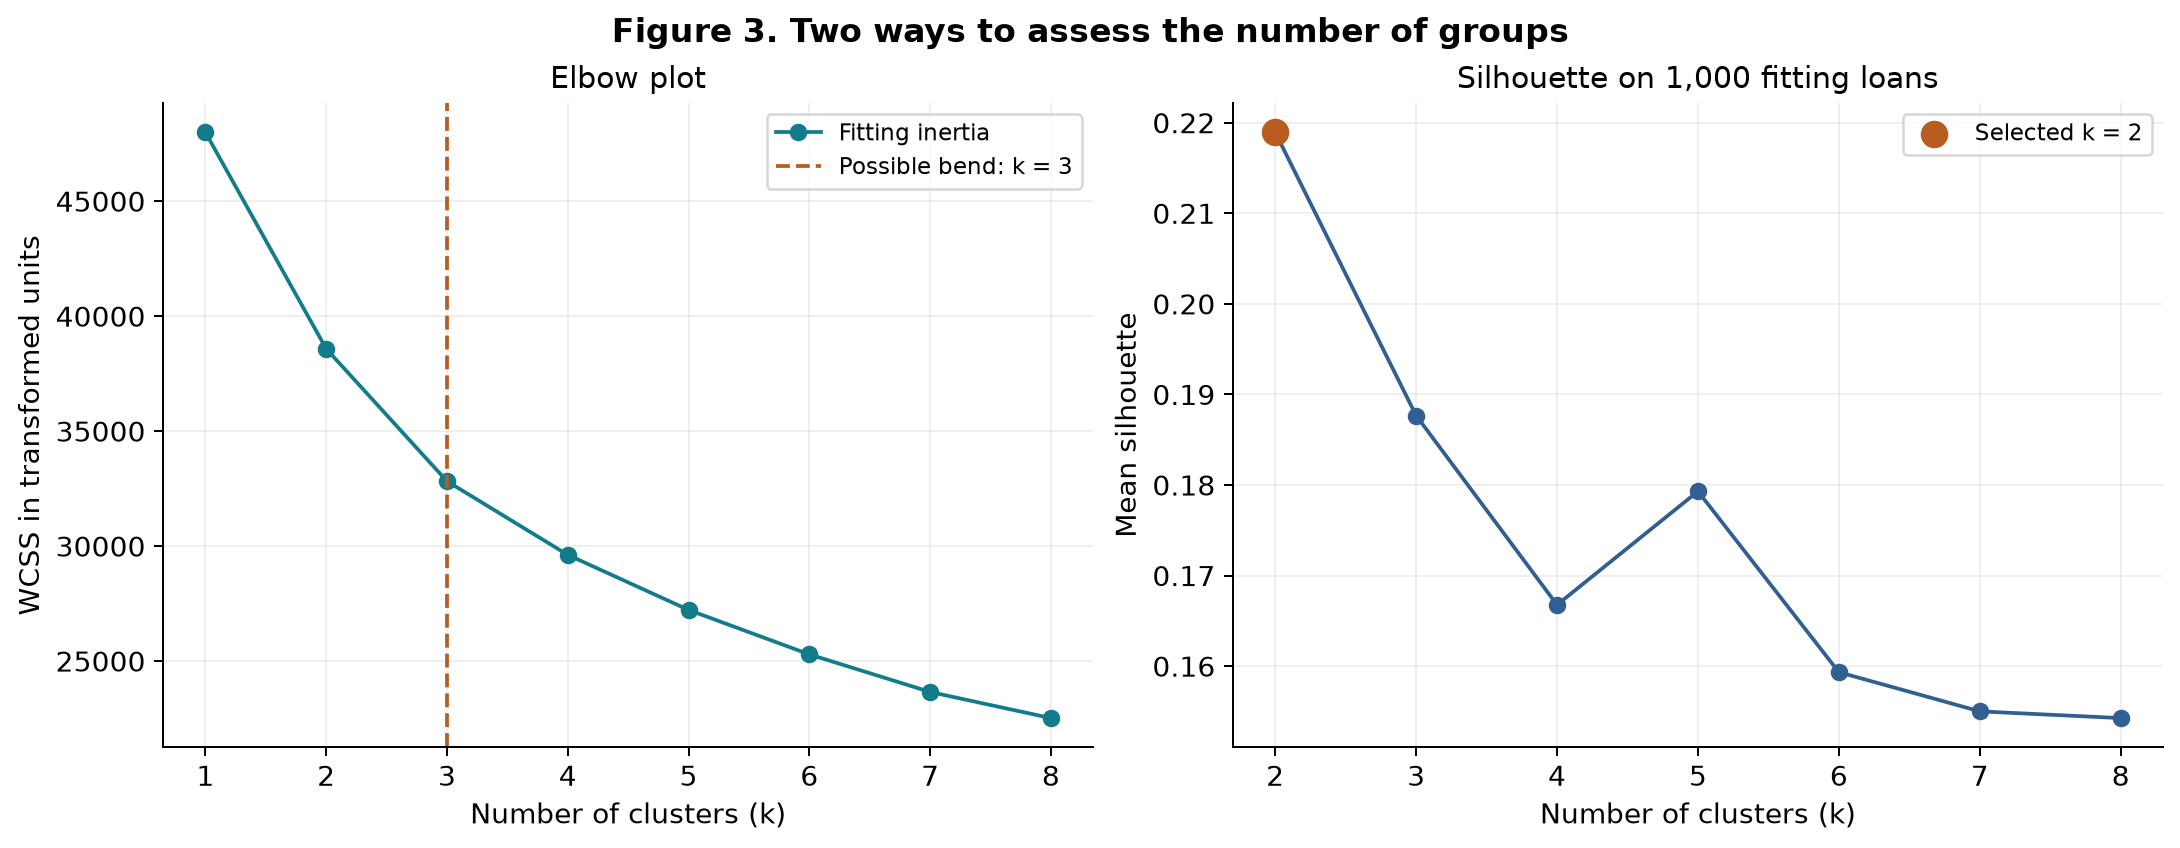 Figure 3. Two ways to assess the number of groups
Elbow plot
WCSS in transformed units
45000
40000
35000
30000
25000
Fitting inertia
Possible bend: k = 3
1 2 3 4 5 6 7 8
Number of clusters (k)
Silhouette on 1,000 fitting loans
Mean silhouette
0.22
0.21
0.20
0.19
0.18
0.17
0.16
Selected k = 2
2 3 4 5 6 7 8
Number of clusters (k)